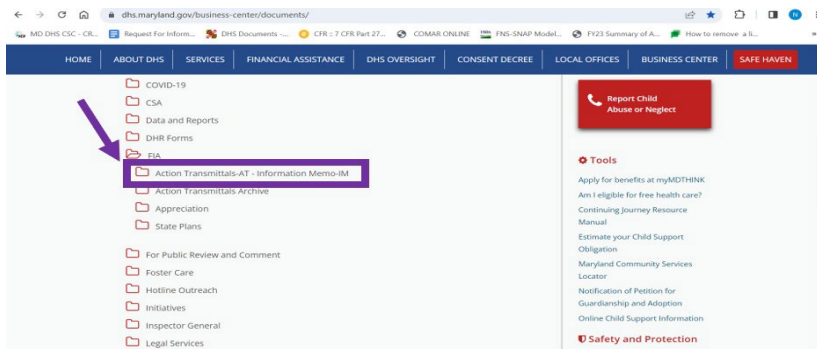 dhs.maryland.gov/business-center/documents/
MD DHS CSC - CR...
Request For Inform...
DHS Documents -...
CFR :: 7 CFR Part 27...
COMAR ONLINE
FNS-SNAP Model...
FY23 Summary of A...
How to remove a li...
»
HOME
ABOUT DHS
SERVICES
FINANCIAL ASSISTANCE
DHS OVERSIGHT
CONSENT DECREE
LOCAL OFFICES
BUSINESS CENTER
SAFE HAVEN
COVID-19
CSA
Data and Reports
DHR Forms
FIA
Action Transmittals-AT - Information Memo-IM
Action Transmittals Archive
Appreciation
State Plans
For Public Review and Comment
Foster Care
Hotline Outreach
Initiatives
Inspector General
Legal Services
Report Child
Abuse or Neglect
Tools
Apply for benefits at myMDTHINK
Am I eligible for free health care?
Continuing Journey Resource
Manual
Estimate your Child Support
Obligation
Maryland Community Services
Locator
Notification of Petition for
Guardianship and Adoption
Online Child Support Information
Safety and Protection